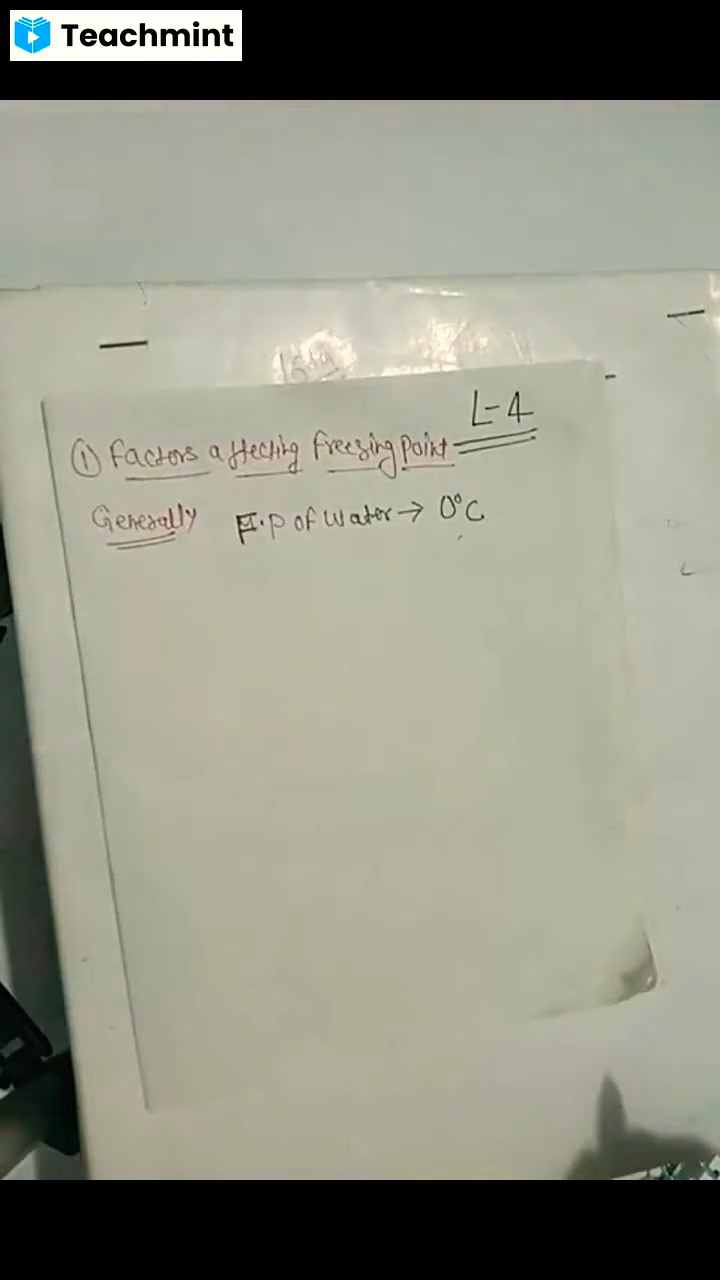 Teachmint
L-4
① Factors affecting freezing point
Generally F.P of water → 0°C